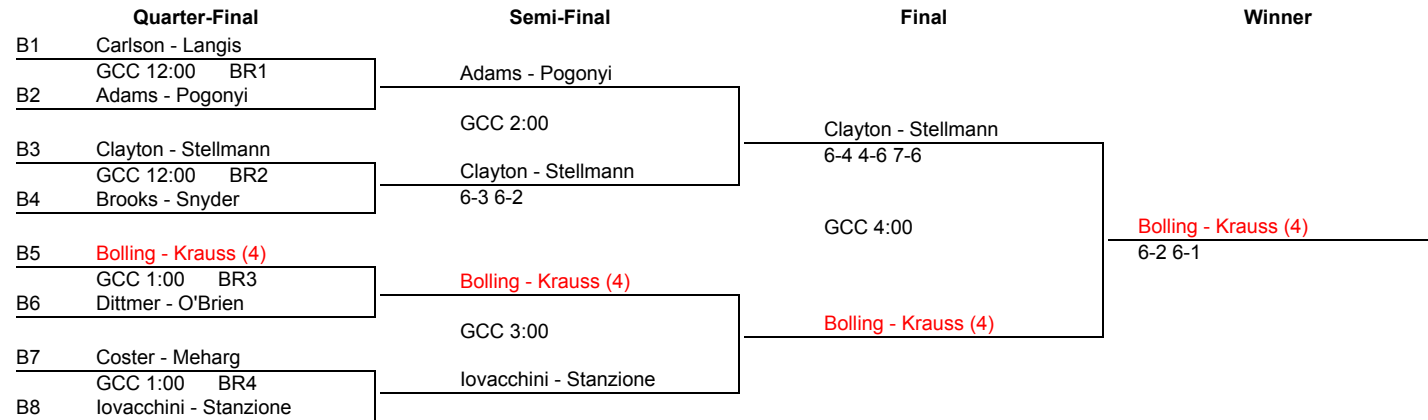 Quarter-Final Semi-Final Final Winner
B1 Carlson - Langis
GCC 12:00 BR1
Adams - Pogonyi
B2 Adams - Pogonyi
GCC 2:00
Clayton - Stellmann
B3 Clayton - Stellmann
6-4 4-6 7-6
GCC 12:00 BR2
Clayton - Stellmann
B4 Brooks - Snyder
6-3 6-2
GCC 4:00
Bolling - Krauss (4)
B5 Bolling - Krauss (4)
6-2 6-1
GCC 1:00 BR3
Bolling - Krauss (4)
B6 Dittmer - O'Brien
Bolling - Krauss (4)
GCC 3:00
B7 Coster - Meharg
GCC 1:00 BR4
Iovacchini - Stanzione
B8 Iovacchini - Stanzione